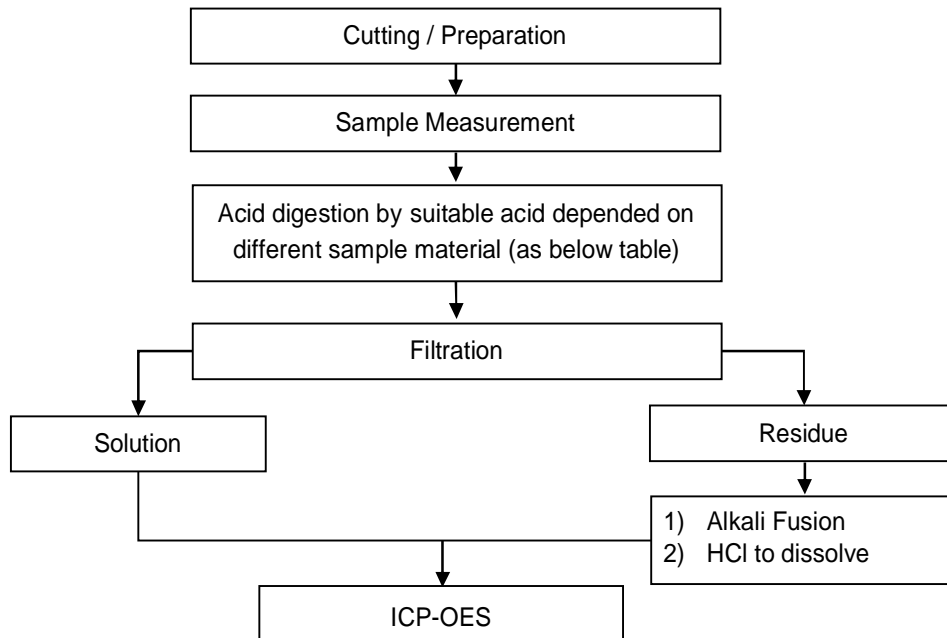 Cutting / Preparation
Sample Measurement
Acid digestion by suitable acid depended on
different sample material (as below table)
Filtration
Solution
Residue
1) Alkali Fusion
2) HCl to dissolve
ICP-OES